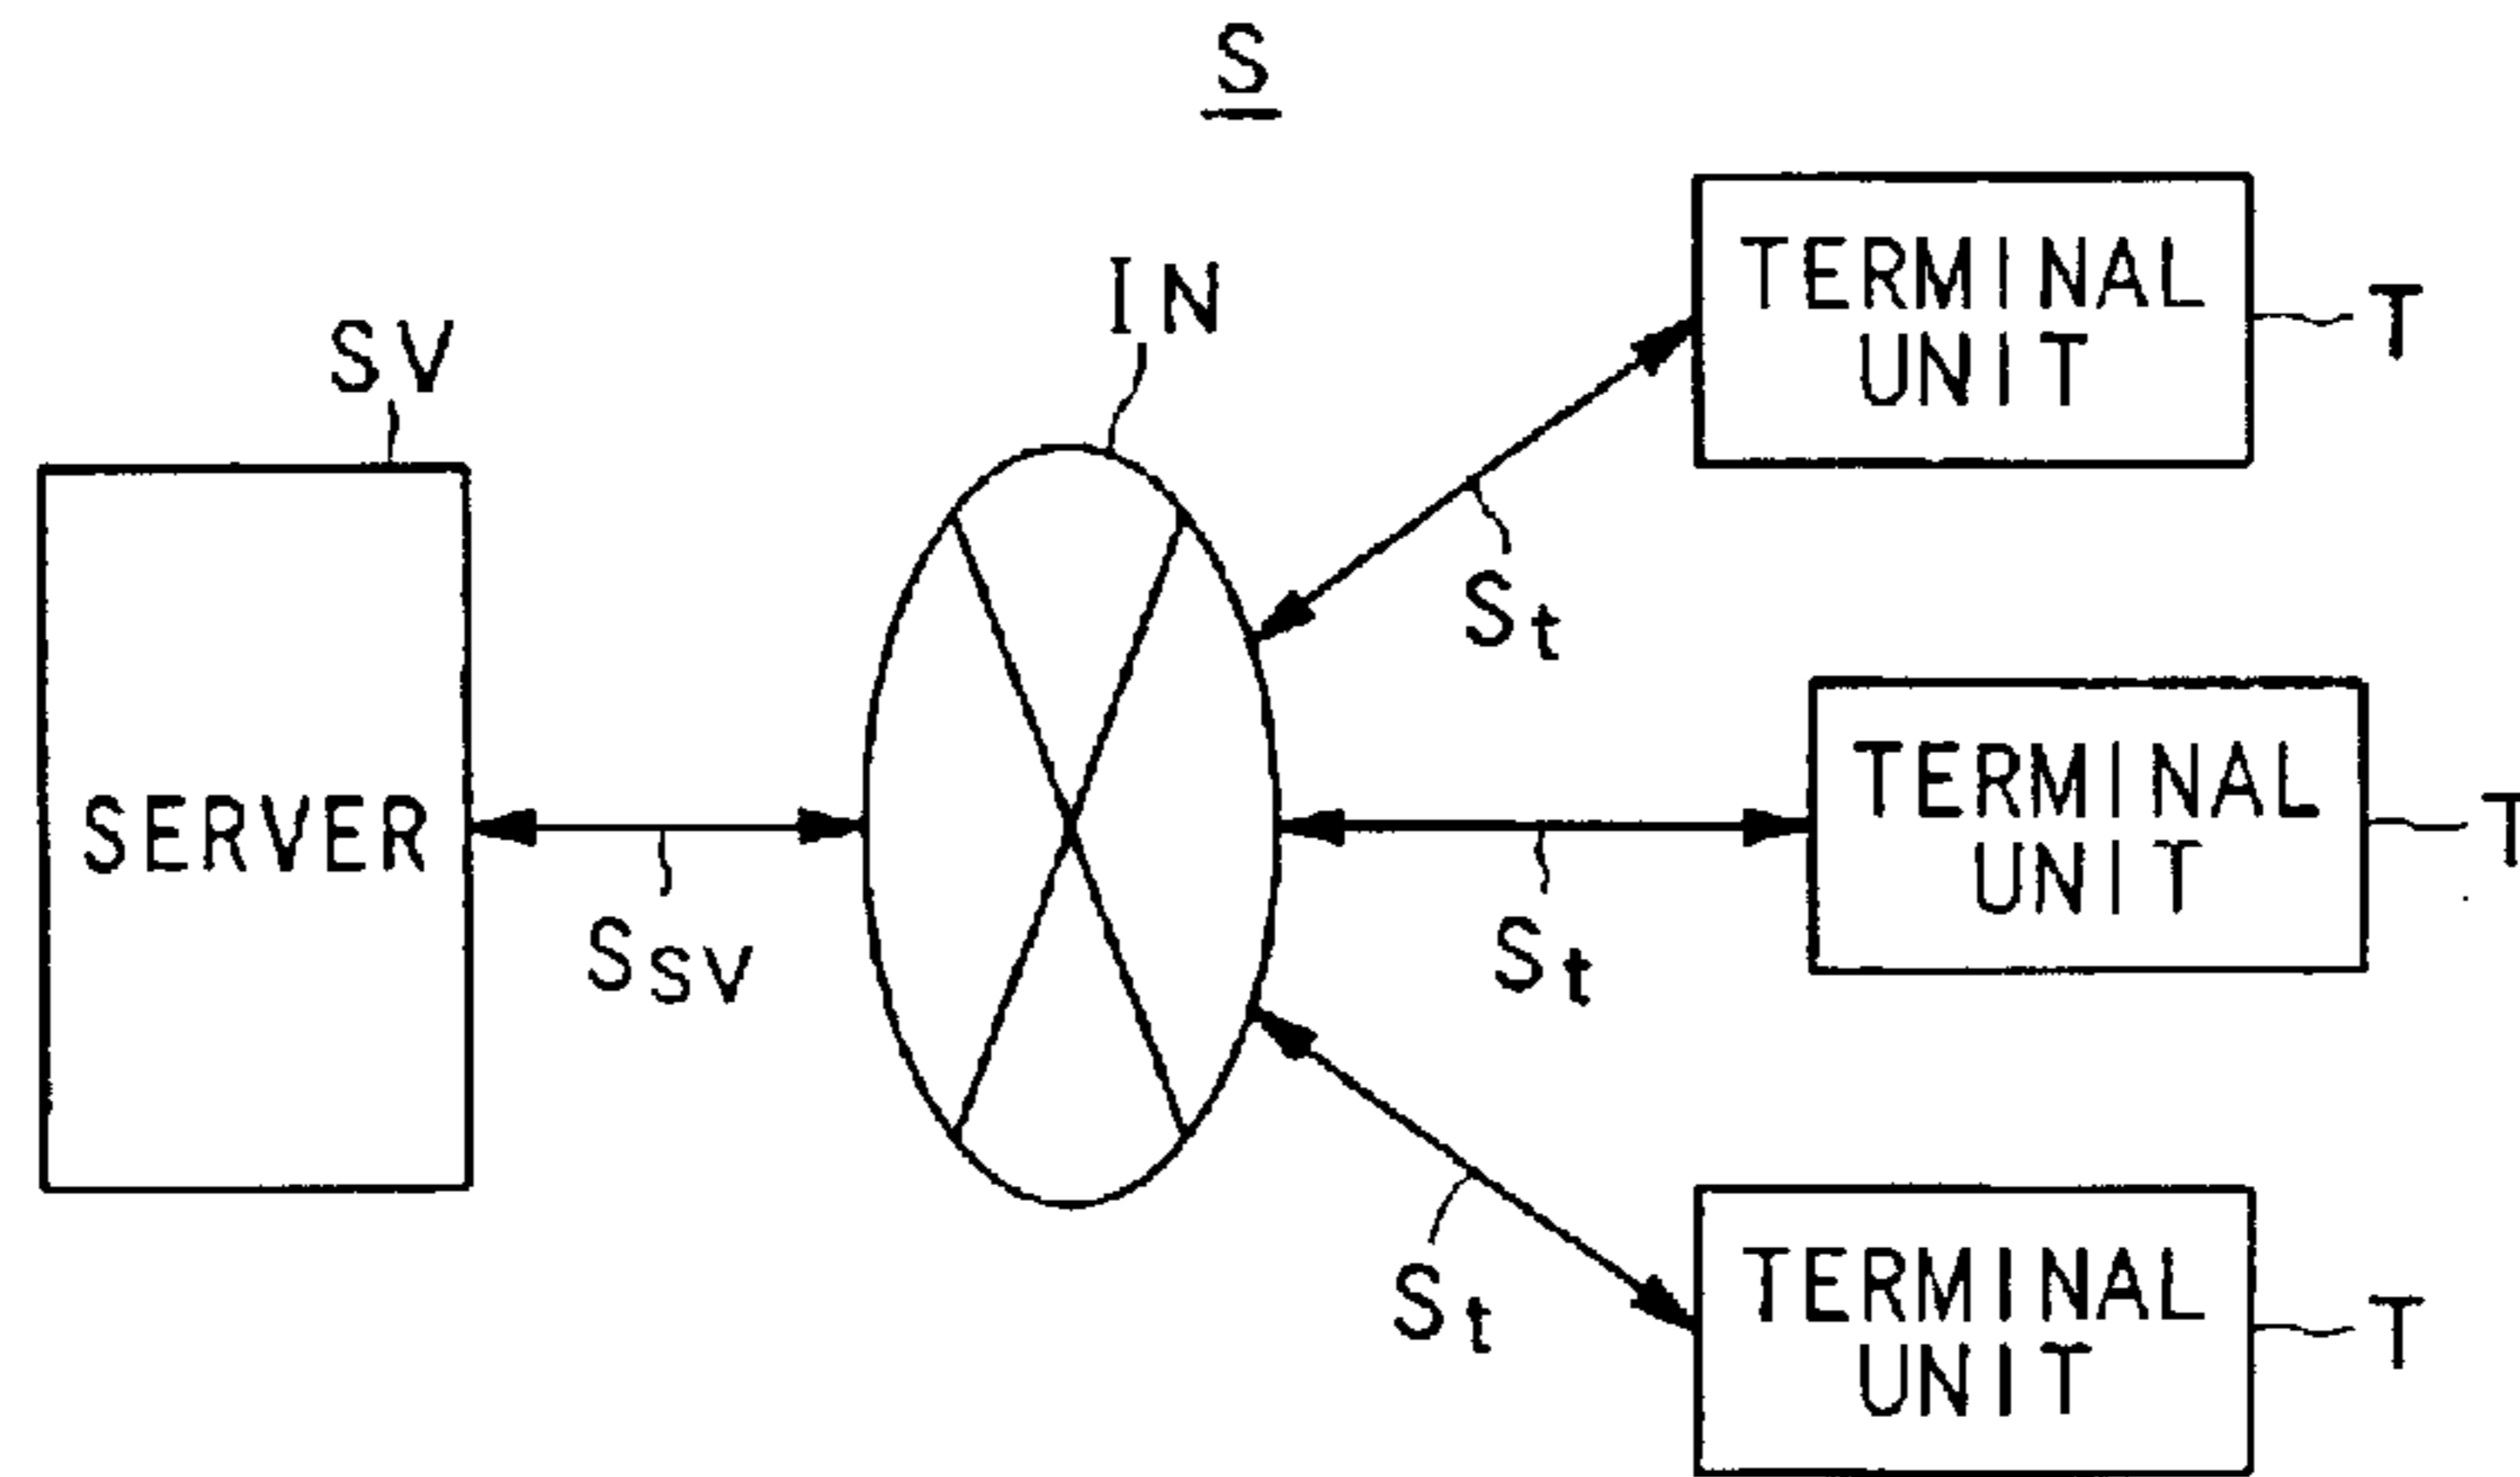 S
IN
SV
TERMINAL
UNIT
T
St
SERVER
SSV
TERMINAL
UNIT
T
St
St
TERMINAL
UNIT
T